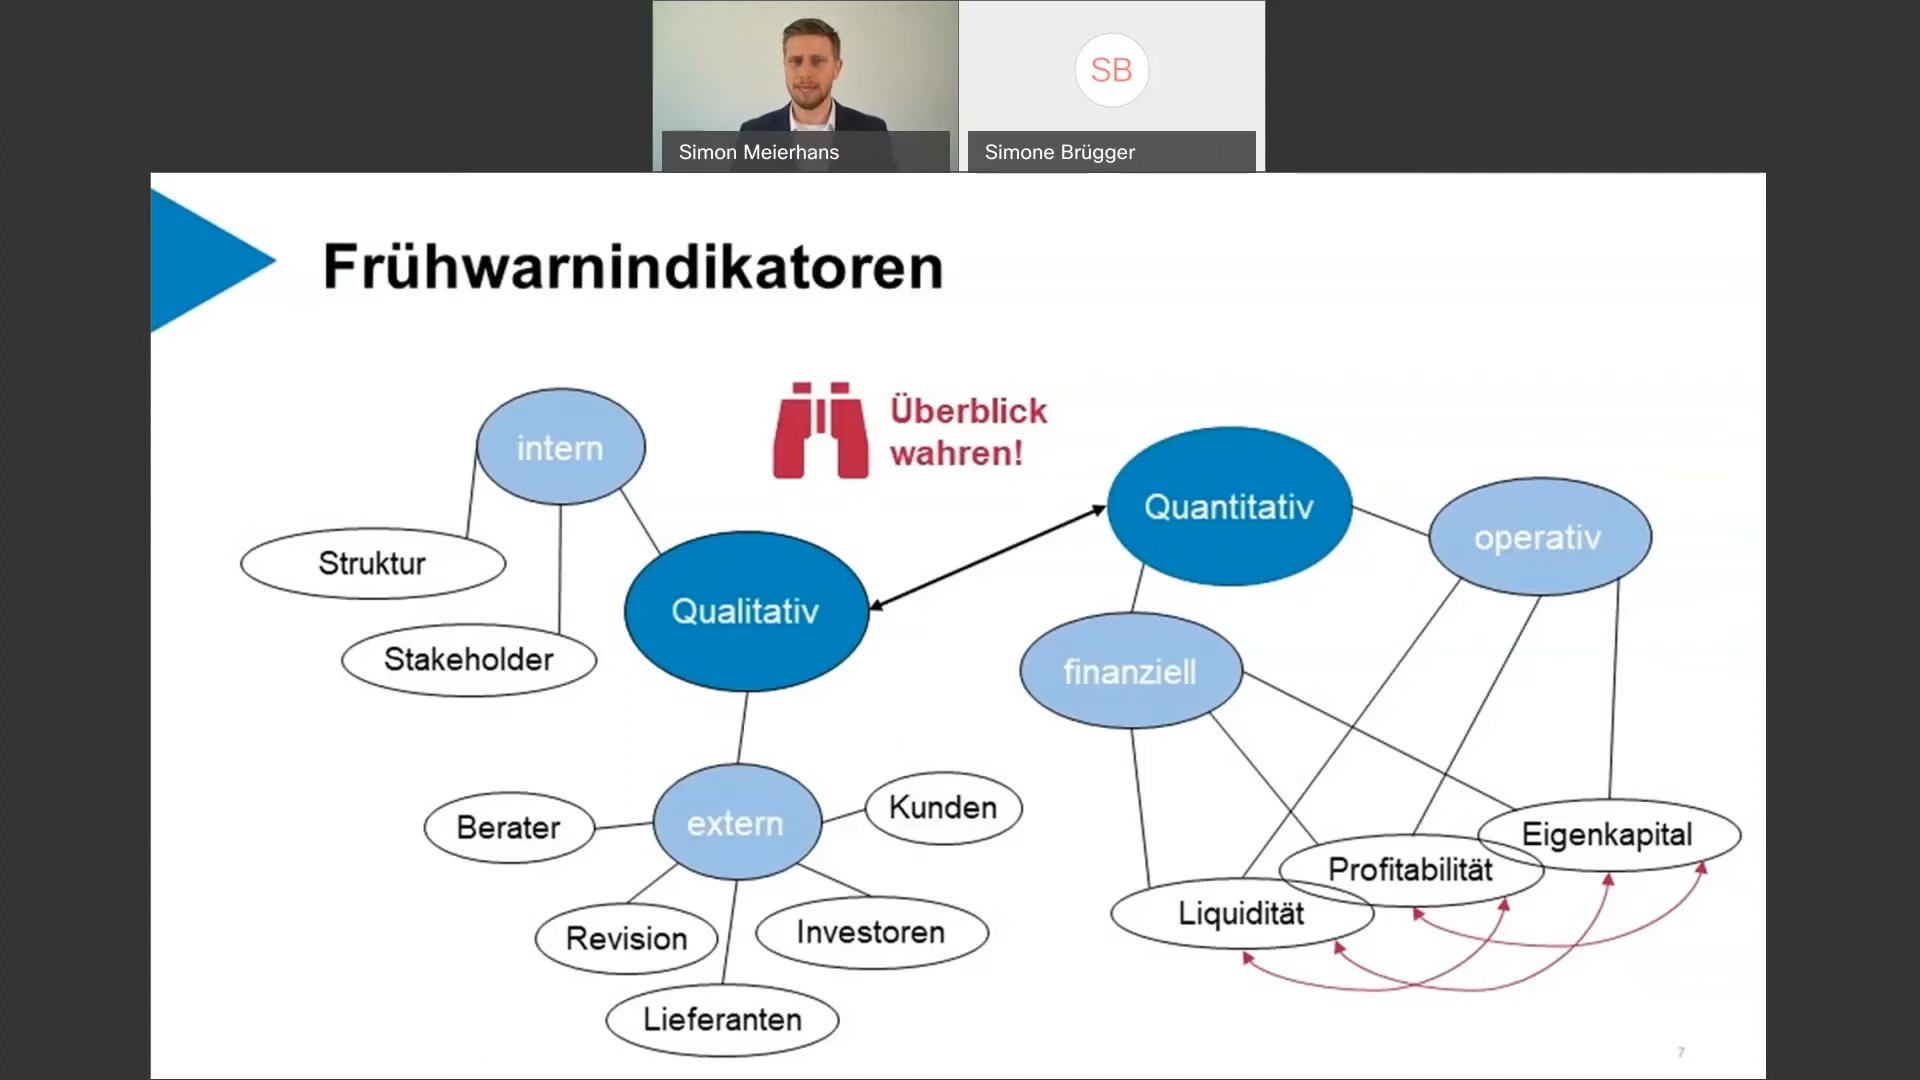 SB
Simon Meierhans
Simone Brügger
Frühwarnindikatoren
Überblick
wahren!
intern
Quantitativ
operativ
Struktur
Qualitativ
Stakeholder
finanziell
Kunden
extern
Berater
Eigenkapital
Profitabilität
Liquidität
Investoren
Revision
Lieferanten
7